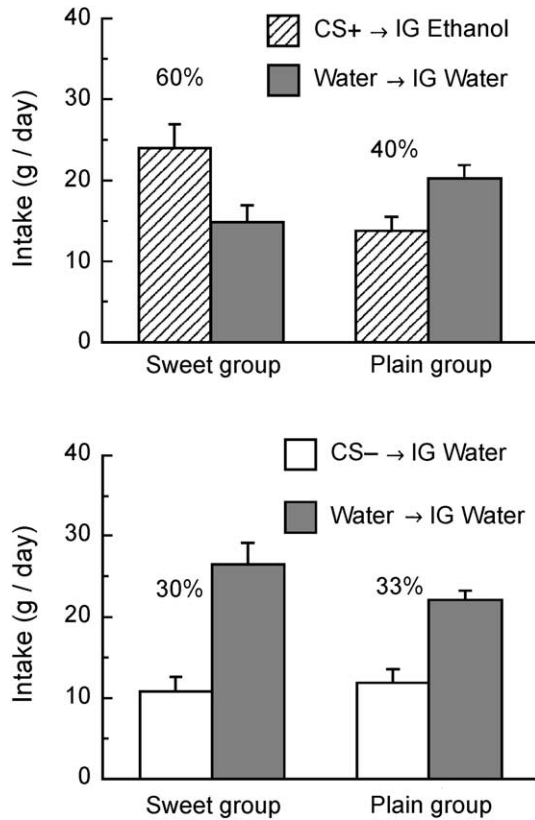 40
CS+ → IG Ethanol
60%
Water → IG Water
30
40%
20
10
0
Intake (g / day)
Sweet group Plain group
40
CS– → IG Water
Water → IG Water
30
30% 33%
20
10
0
Intake (g / day)
Sweet group Plain group